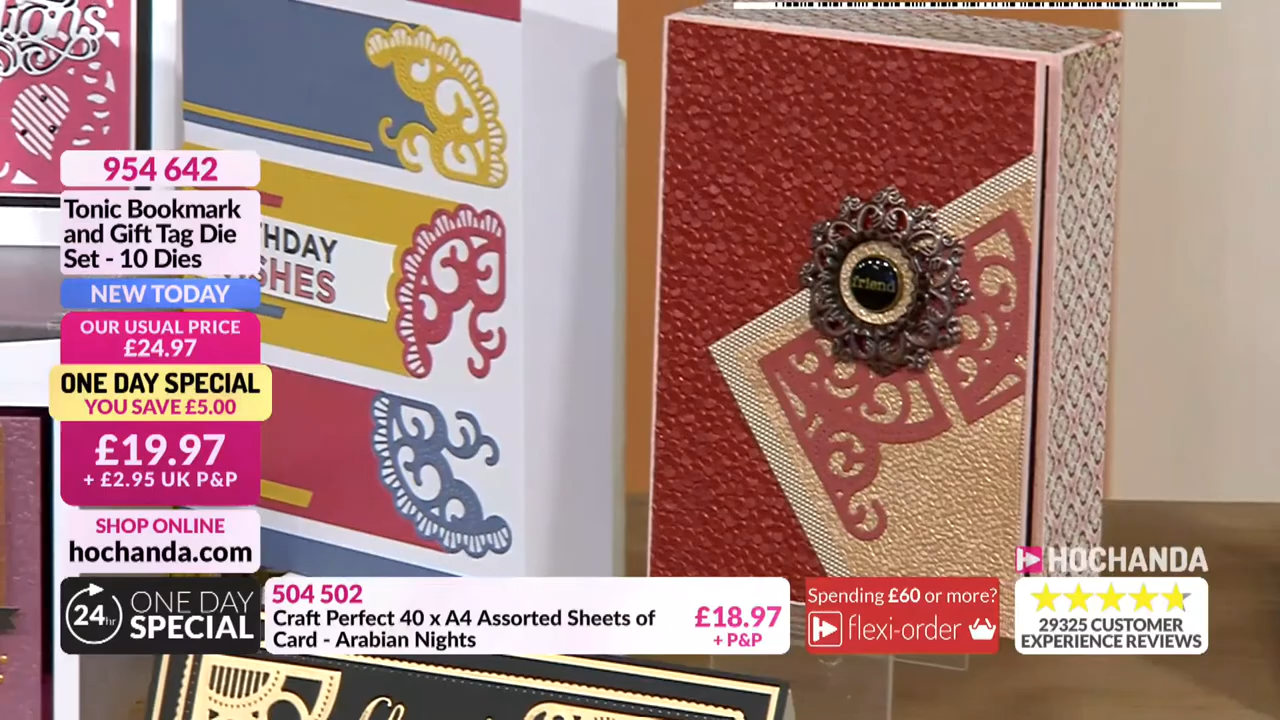 954 642
Tonic Bookmark
and Gift Tag Die
Set - 10 Dies
NEW TODAY
OUR USUAL PRICE
£24.97
ONE DAY SPECIAL
YOU SAVE £5.00
£19.97
+ £2.95 UK P&P
SHOP ONLINE
hochanda.com
HDAY
SHES
friend
HOCHANDA
24hr
ONE DAY
SPECIAL
504 502
Craft Perfect 40 x A4 Assorted Sheets of
Card - Arabian Nights
£18.97
+ P&P
Spending £60 or more?
flexi-order
29325 CUSTOMER
EXPERIENCE REVIEWS